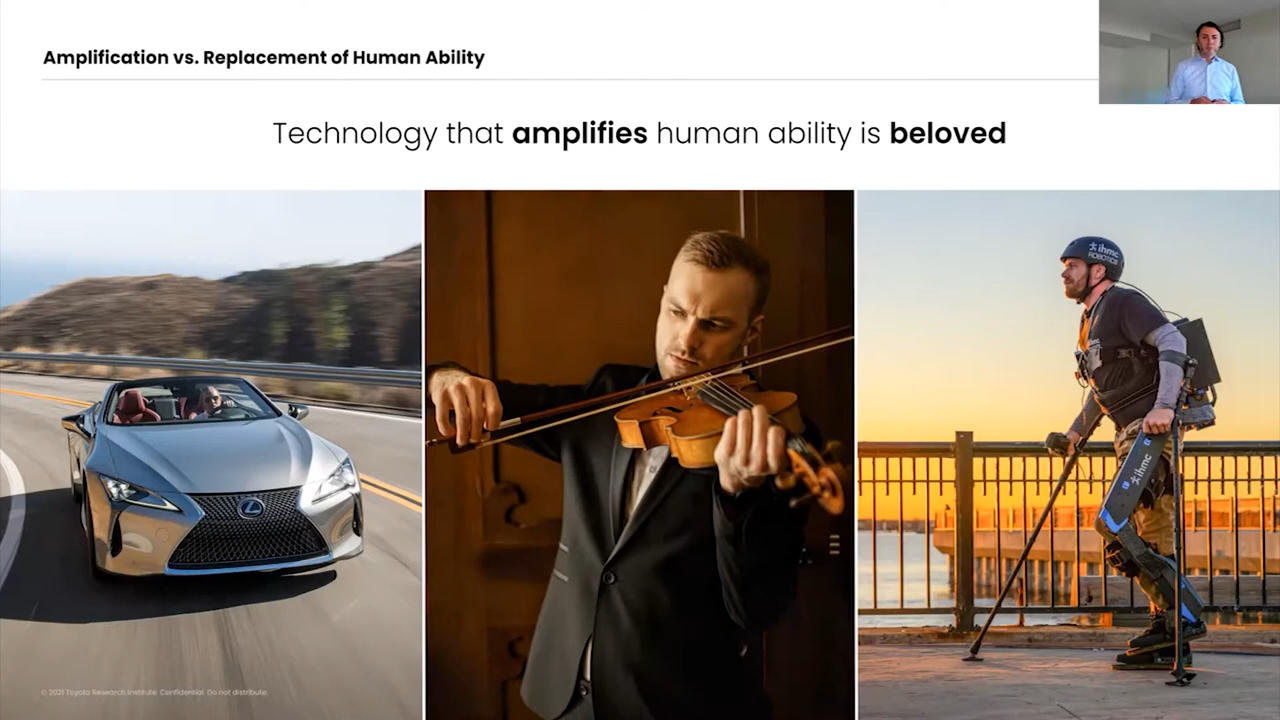 Amplification vs. Replacement of Human Ability
Technology that amplifies human ability is beloved
ihmc
ROBOTICS
ihmc
ihmc
© 2021 Toyota Research Institute. Confidential. Do not distribute.